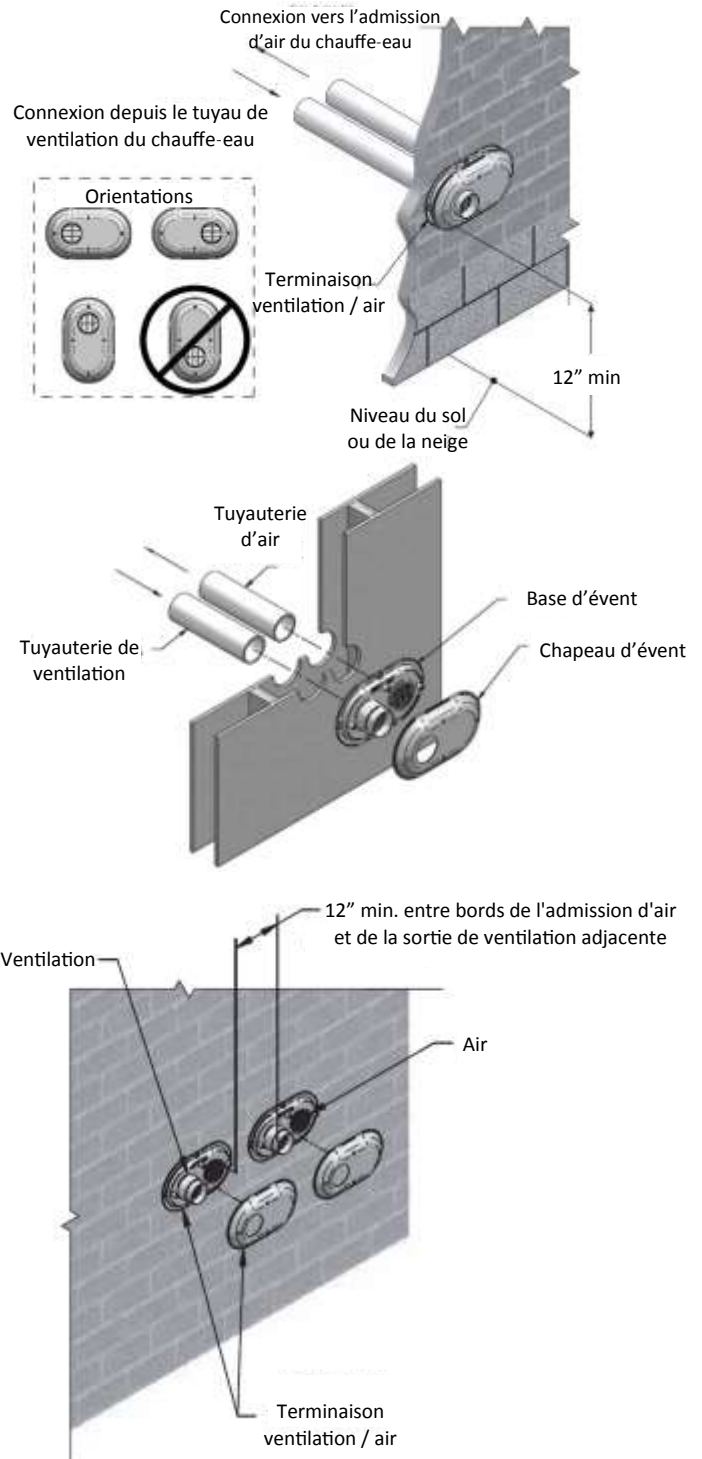 Connexion vers l’admission
d’air du chauffe-eau
Connexion depuis le tuyau de
ventilation du chauffe-eau
Orientations
Terminaison
ventilation / air
12” min
Niveau du sol
ou de la neige
Tuyauterie
d’air
Base d’évent
Tuyauterie de
ventilation
Chapeau d’évent
12” min. entre bords de l'admission d'air
et de la sortie de ventilation adjacente
Ventilation
Air
Terminaison
ventilation / air